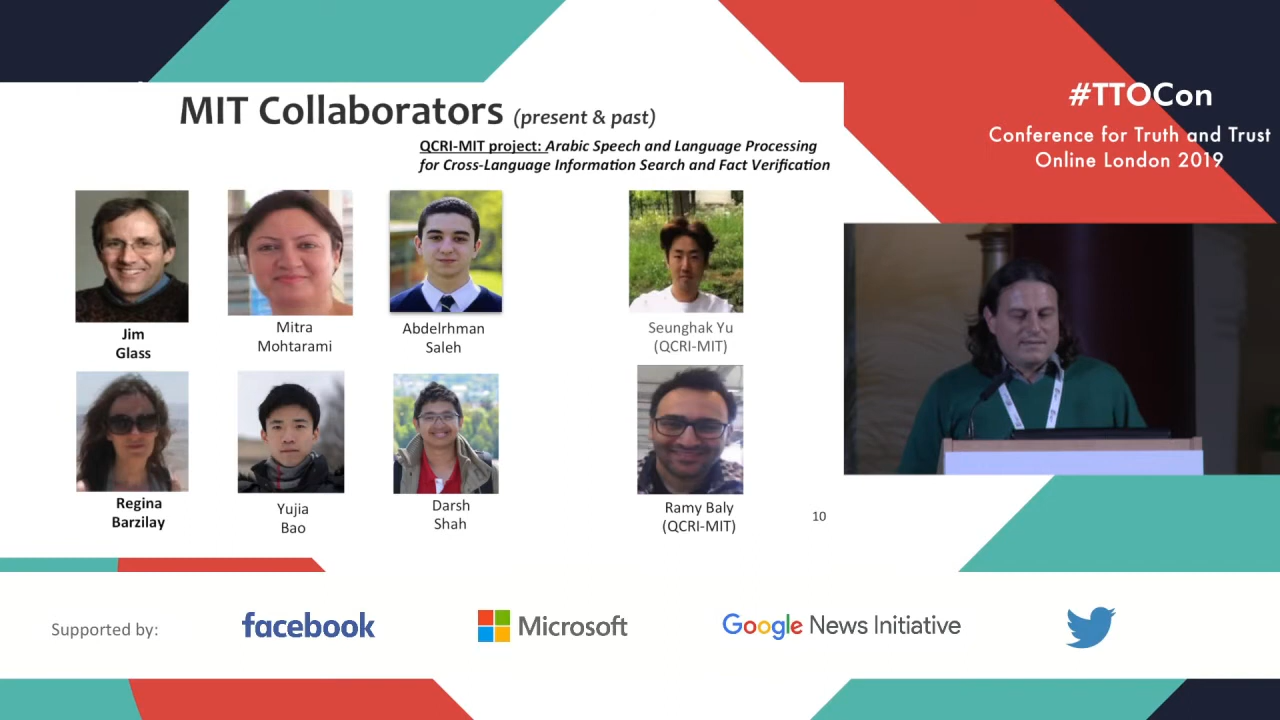 MIT Collaborators (present & past)
QCRI-MIT project: Arabic Speech and Language Processing
for Cross-Language Information Search and Fact Verification
Jim
Glass
Mitra
Mohtarami
Abdelrhman
Saleh
Seunghak Yu
(QCRI-MIT)
Regina
Barzilay
Yujia
Bao
Darsh
Shah
Ramy Baly
(QCRI-MIT)
10
#TTOCon
Conference for Truth and Trust
Online London 2019
Supported by:
facebook
Microsoft
Google News Initiative